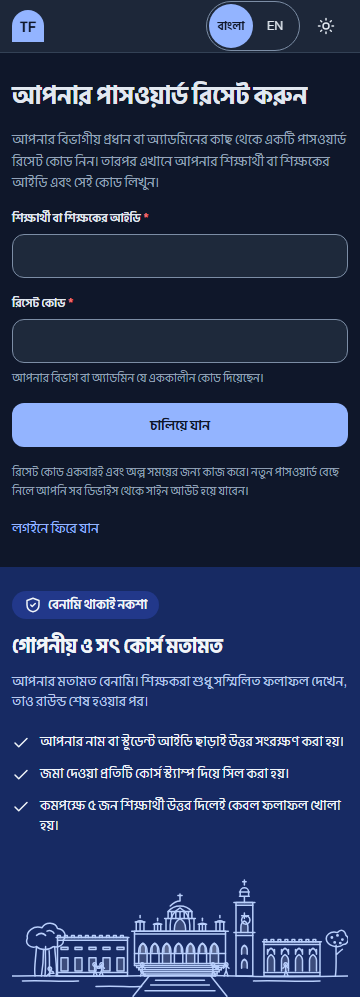 TF
বাংলা
EN
আপনার পাসওয়ার্ড রিসেট করুন
আপনার বিভাগীয় প্রধান বা অ্যাডমিনের কাছ থেকে একটি পাসওয়ার্ড
রিসেট কোড নিন। তারপর এখানে আপনার শিক্ষার্থী বা শিক্ষকের
আইডি এবং সেই কোড লিখুন।
শিক্ষার্থী বা শিক্ষকের আইডি *
রিসেট কোড *
আপনার বিভাগ বা অ্যাডমিন যে এককালীন কোড দিয়েছেন।
চালিয়ে যান
রিসেট কোড একবারই এবং অল্প সময়ের জন্য কাজ করে। নতুন পাসওয়ার্ড বেছে
নিলে আপনি সব ডিভাইস থেকে সাইন আউট হয়ে যাবেন।
লগইনে ফিরে যান
বেনামি থাকাই নকশা
গোপনীয় ও সৎ কোর্স মতামত
আপনার মতামত বেনামি। শিক্ষকরা শুধু সম্মিলিত ফলাফল দেখেন,
তাও রাউন্ড শেষ হওয়ার পর।
আপনার নাম বা স্টুডেন্ট আইডি ছাড়াই উত্তর সংরক্ষণ করা হয়।
জমা দেওয়া প্রতিটি কোর্স স্ট্যাম্প দিয়ে সিল করা হয়।
কমপক্ষে ৫ জন শিক্ষার্থী উত্তর দিলেই কেবল ফলাফল খোলা
হয়।